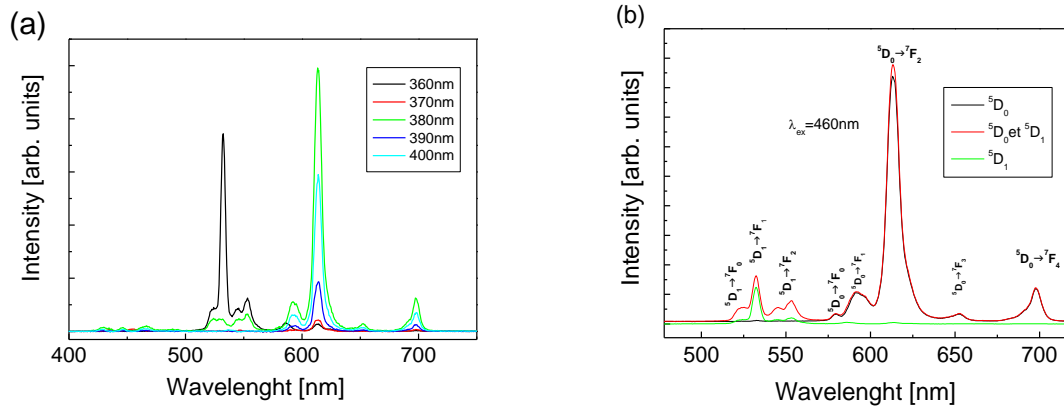 (a)
Intensity [arb. units]
360nm
370nm
380nm
390nm
400nm
400 500 600 700
Wavelenght [nm]
(b)
Intensity [arb. units]
⁵D₀→⁷F₂
λex=460nm
⁵D₀
⁵D₀et ⁵D₁
⁵D₁
⁵D₁→⁷F₀
⁵D₁→⁷F₁
⁵D₁→⁷F₂
⁵D₀→⁷F₀
⁵D₀→⁷F₁
⁵D₀→⁷F₃
⁵D₀→⁷F₄
500 550 600 650 700
Wavelenght [nm]